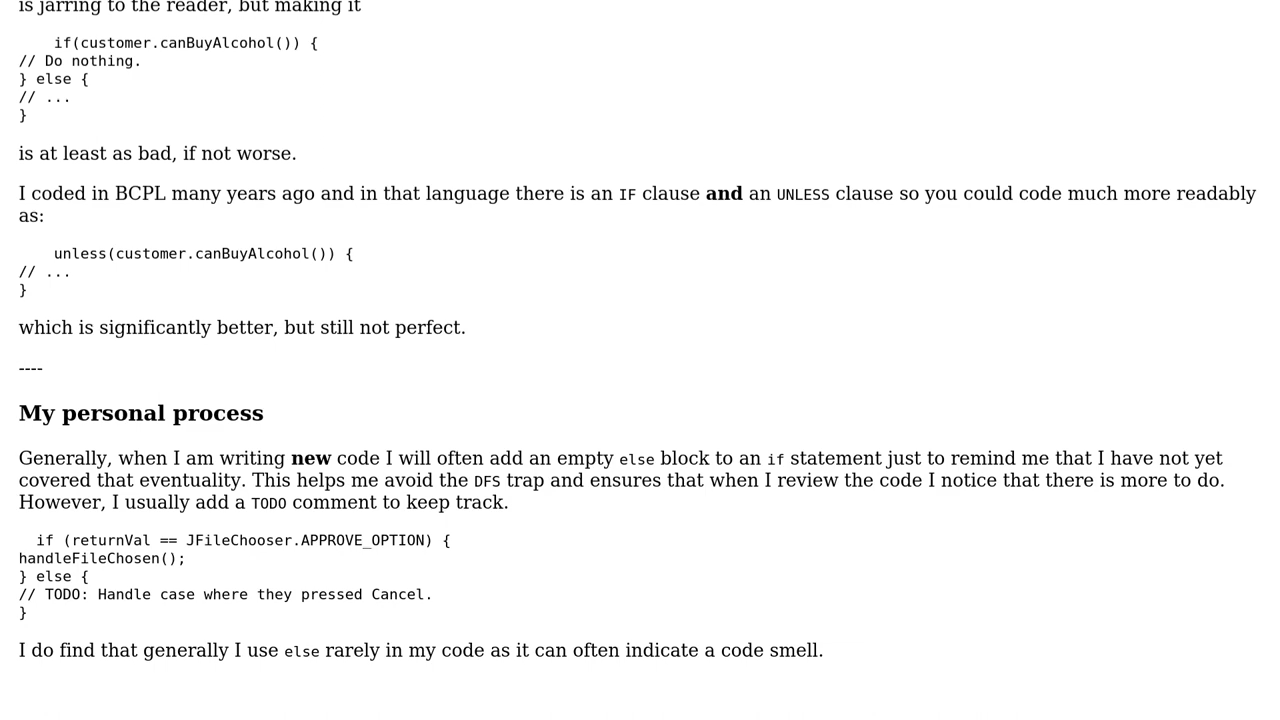 is jarring to the reader, but making it
if(customer.canBuyAlcohol()) {
// Do nothing.
} else {
// ...
}
is at least as bad, if not worse.
I coded in BCPL many years ago and in that language there is an IF clause and an UNLESS clause so you could code much more readably
as:
unless(customer.canBuyAlcohol()) {
// ...
}
which is significantly better, but still not perfect.
----
My personal process
Generally, when I am writing new code I will often add an empty else block to an if statement just to remind me that I have not yet
covered that eventuality. This helps me avoid the DFS trap and ensures that when I review the code I notice that there is more to do.
However, I usually add a TODO comment to keep track.
if (returnVal == JFileChooser.APPROVE_OPTION) {
handleFileChosen();
} else {
// TODO: Handle case where they pressed Cancel.
}
I do find that generally I use else rarely in my code as it can often indicate a code smell.